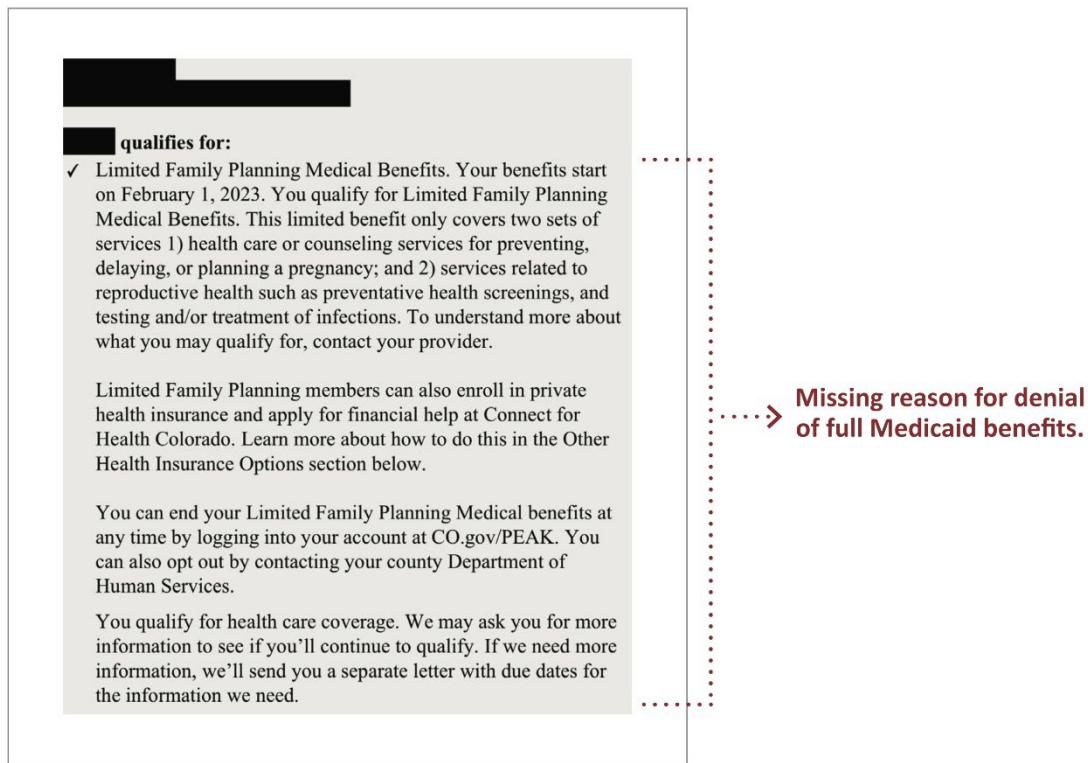 qualifies for:
✓ Limited Family Planning Medical Benefits. Your benefits start
on February 1, 2023. You qualify for Limited Family Planning
Medical Benefits. This limited benefit only covers two sets of
services 1) health care or counseling services for preventing,
delaying, or planning a pregnancy; and 2) services related to
reproductive health such as preventative health screenings, and
testing and/or treatment of infections. To understand more about
what you may qualify for, contact your provider.
Limited Family Planning members can also enroll in private
health insurance and apply for financial help at Connect for
Health Colorado. Learn more about how to do this in the Other
Health Insurance Options section below.
You can end your Limited Family Planning Medical benefits at
any time by logging into your account at CO.gov/PEAK. You
can also opt out by contacting your county Department of
Human Services.
You qualify for health care coverage. We may ask you for more
information to see if you’ll continue to qualify. If we need more
information, we’ll send you a separate letter with due dates for
the information we need.
Missing reason for denial
of full Medicaid benefits.